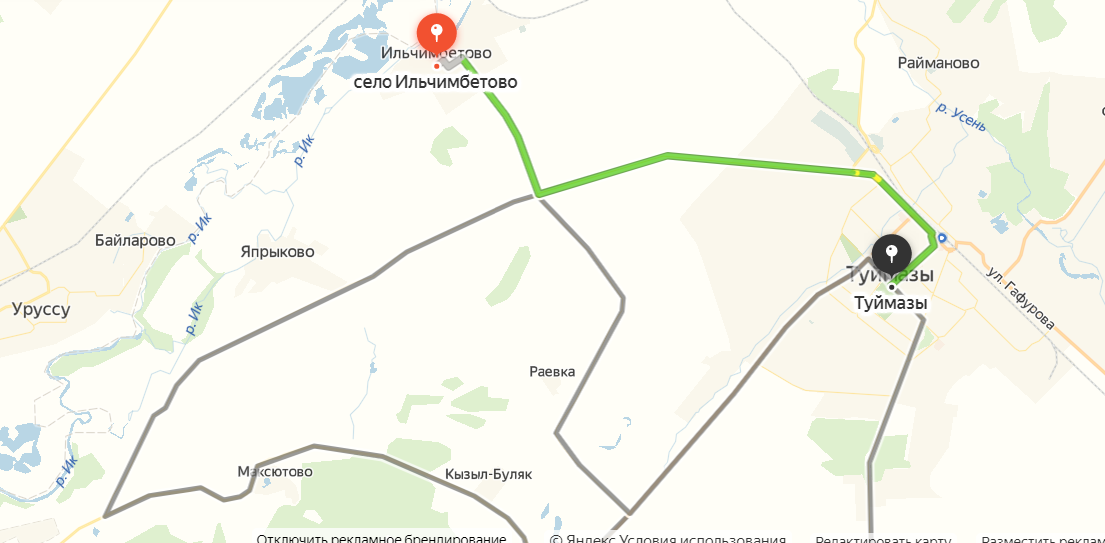 Ильчимбетово
село Ильчимбетово
Райманово
р. Усень
р. Ик
р. Ик
Байларово
Япрыково
Туймазы
Туймазы
ул. Гафурова
Уруссу
р. Ик
Раевка
р. Ик
Максютово
Кызыл-Буляк
Отключить рекламное брендирование
© Яндекс Условия использования
Редактировать карту
Разместить реклам